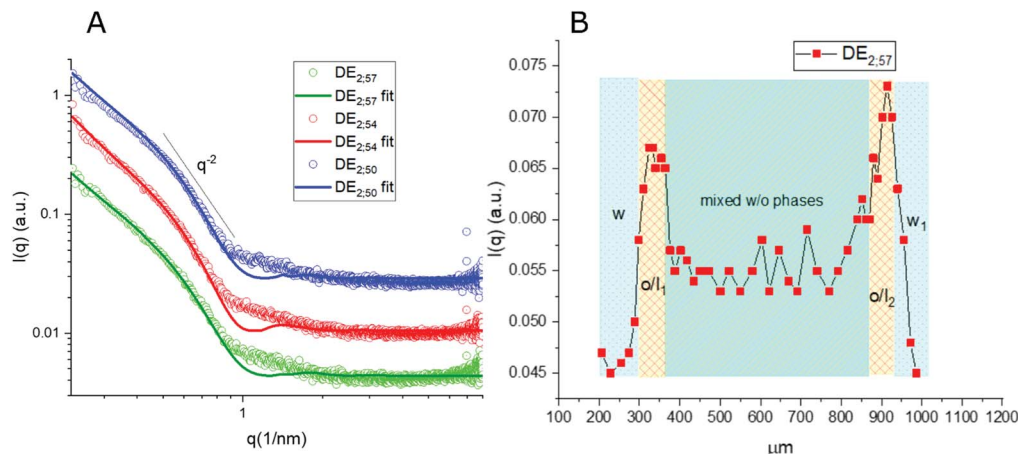 A
B
DE2;57
DE2;57 fit
DE2;54
DE2;54 fit
DE2;50
DE2;50 fit
q-2
1
0.1
0.01
I(q) (a.u.)
1
q(1/nm)
DE2;57
0.075
0.070
0.065
0.060
0.055
0.050
0.045
I(q) (a.u.)
w
o/I1
mixed w/o phases
o/I2
w1
100 200 300 400 500 600 700 800 900 1000 1100 1200
μm